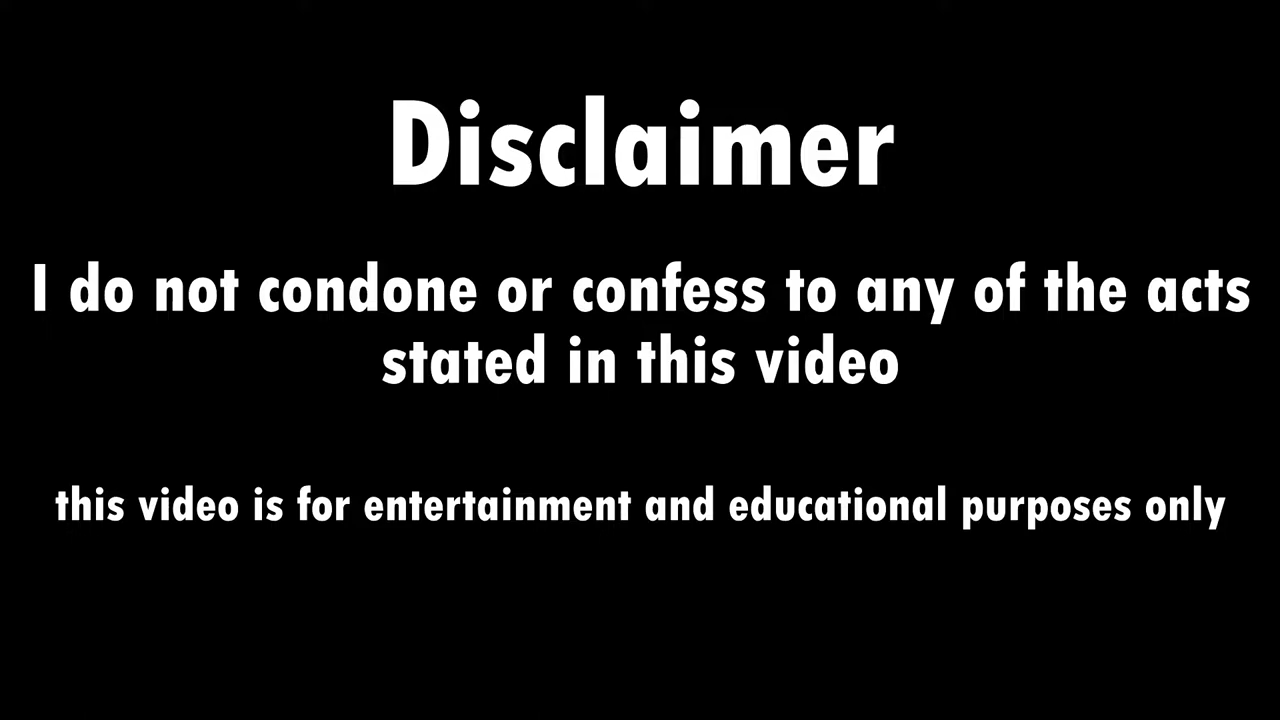 Disclaimer
I do not condone or confess to any of the acts
stated in this video
this video is for entertainment and educational purposes only